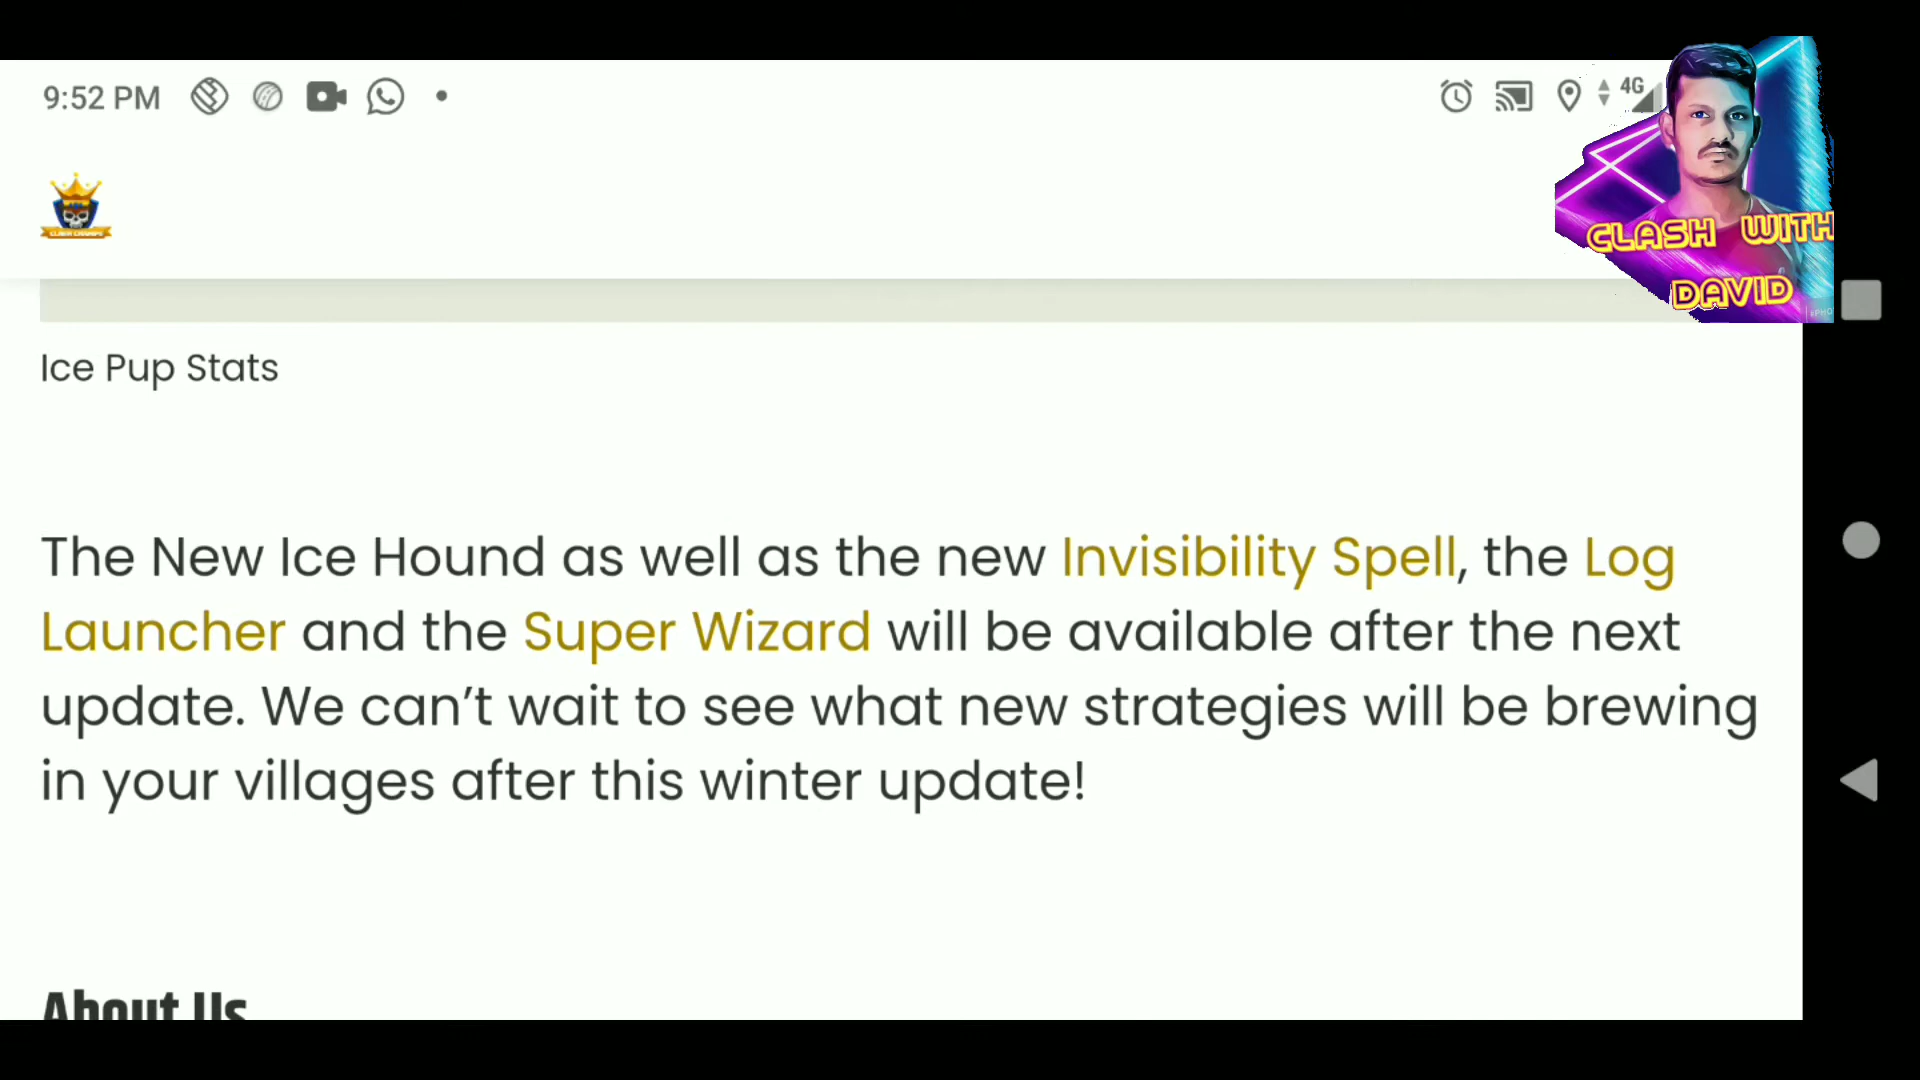 9:52 PM
4G
CLASH WITH
DAVID
Ice Pup Stats
The New Ice Hound as well as the new Invisibility Spell, the Log
Launcher and the Super Wizard will be available after the next
update. We can’t wait to see what new strategies will be brewing
in your villages after this winter update!
About Us